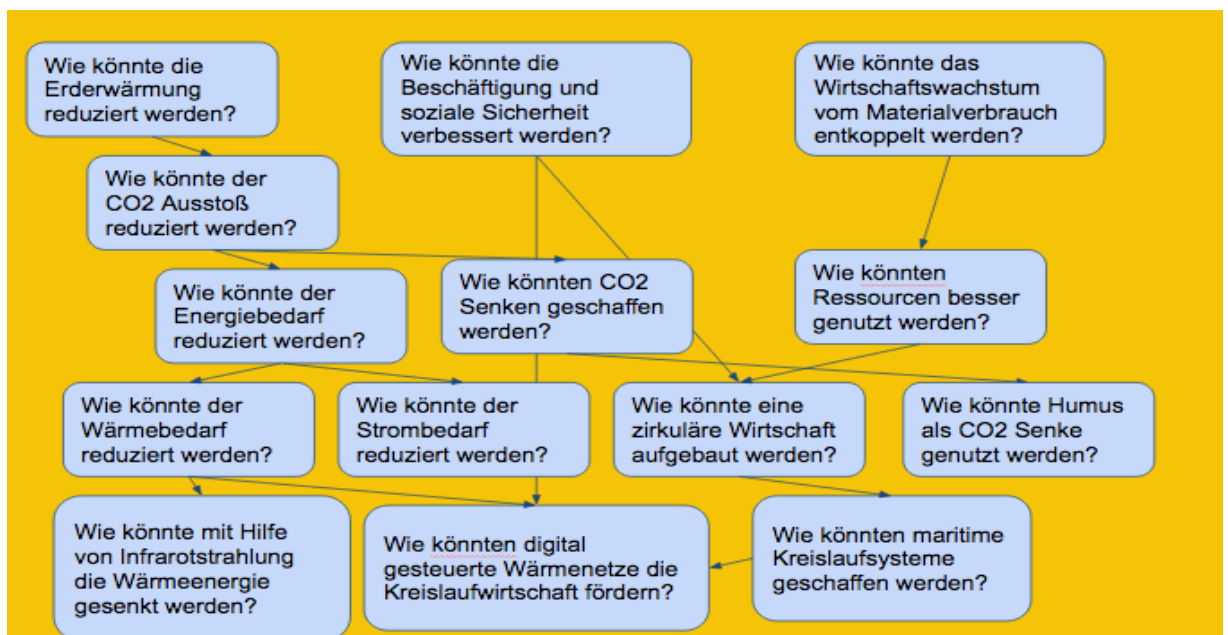 Wie könnte die
Erderwärmung
reduziert werden?
Wie könnte die
Beschäftigung und
soziale Sicherheit
verbessert werden?
Wie könnte das
Wirtschaftswachstum
vom Materialverbrauch
entkoppelt werden?
Wie könnte der
CO2 Ausstoß
reduziert werden?
Wie könnte der
Energiebedarf
reduziert werden?
Wie könnten CO2
Senken geschaffen
werden?
Wie könnten
Ressourcen besser
genutzt werden?
Wie könnte der
Wärmebedarf
reduziert werden?
Wie könnte der
Strombedarf
reduziert werden?
Wie könnte eine
zirkuläre Wirtschaft
aufgebaut werden?
Wie könnte Humus
als CO2 Senke
genutzt werden?
Wie könnte mit Hilfe
von Infrarotstrahlung
die Wärmeenergie
gesenkt werden?
Wie könnten digital
gesteuerte Wärmenetze die
Kreislaufwirtschaft fördern?
Wie könnten maritime
Kreislaufsysteme
geschaffen werden?